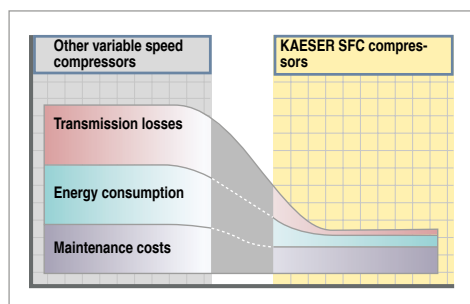 Other variable speed
compressors
KAESER SFC compres-
sors
Transmission losses
Energy consumption
Maintenance costs